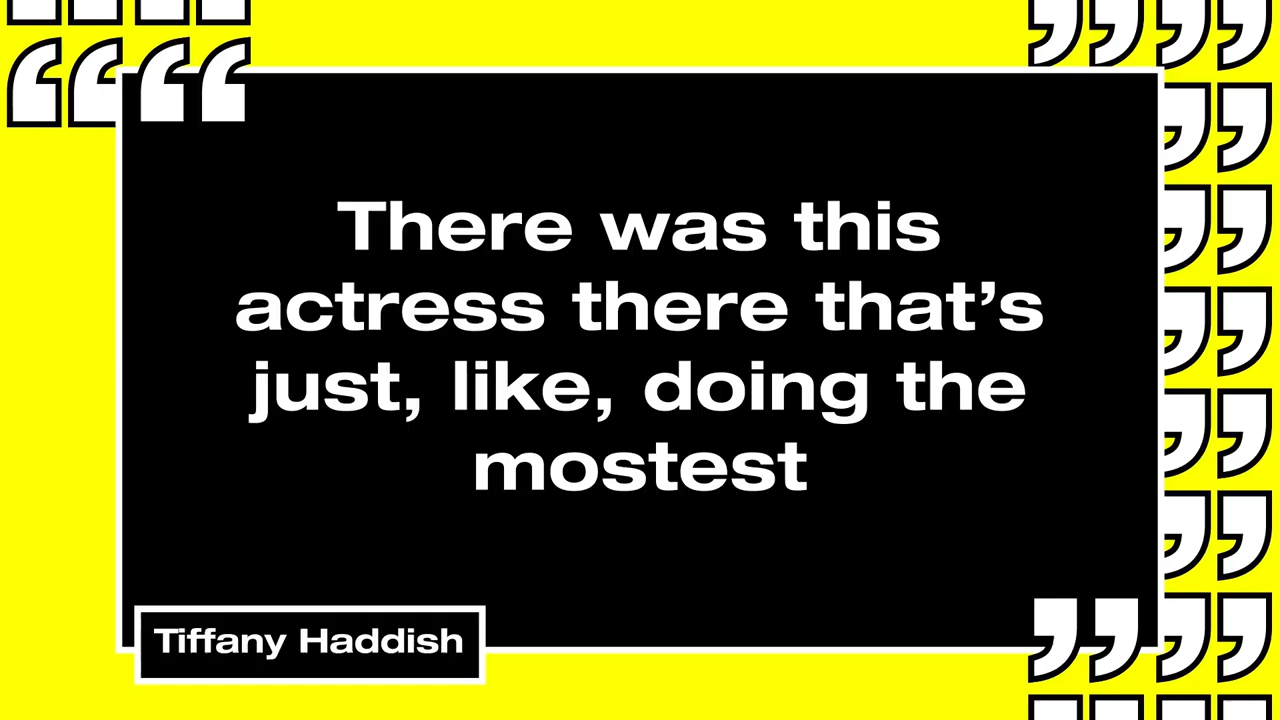 There was this
actress there that’s
just, like, doing the
mostest
Tiffany Haddish